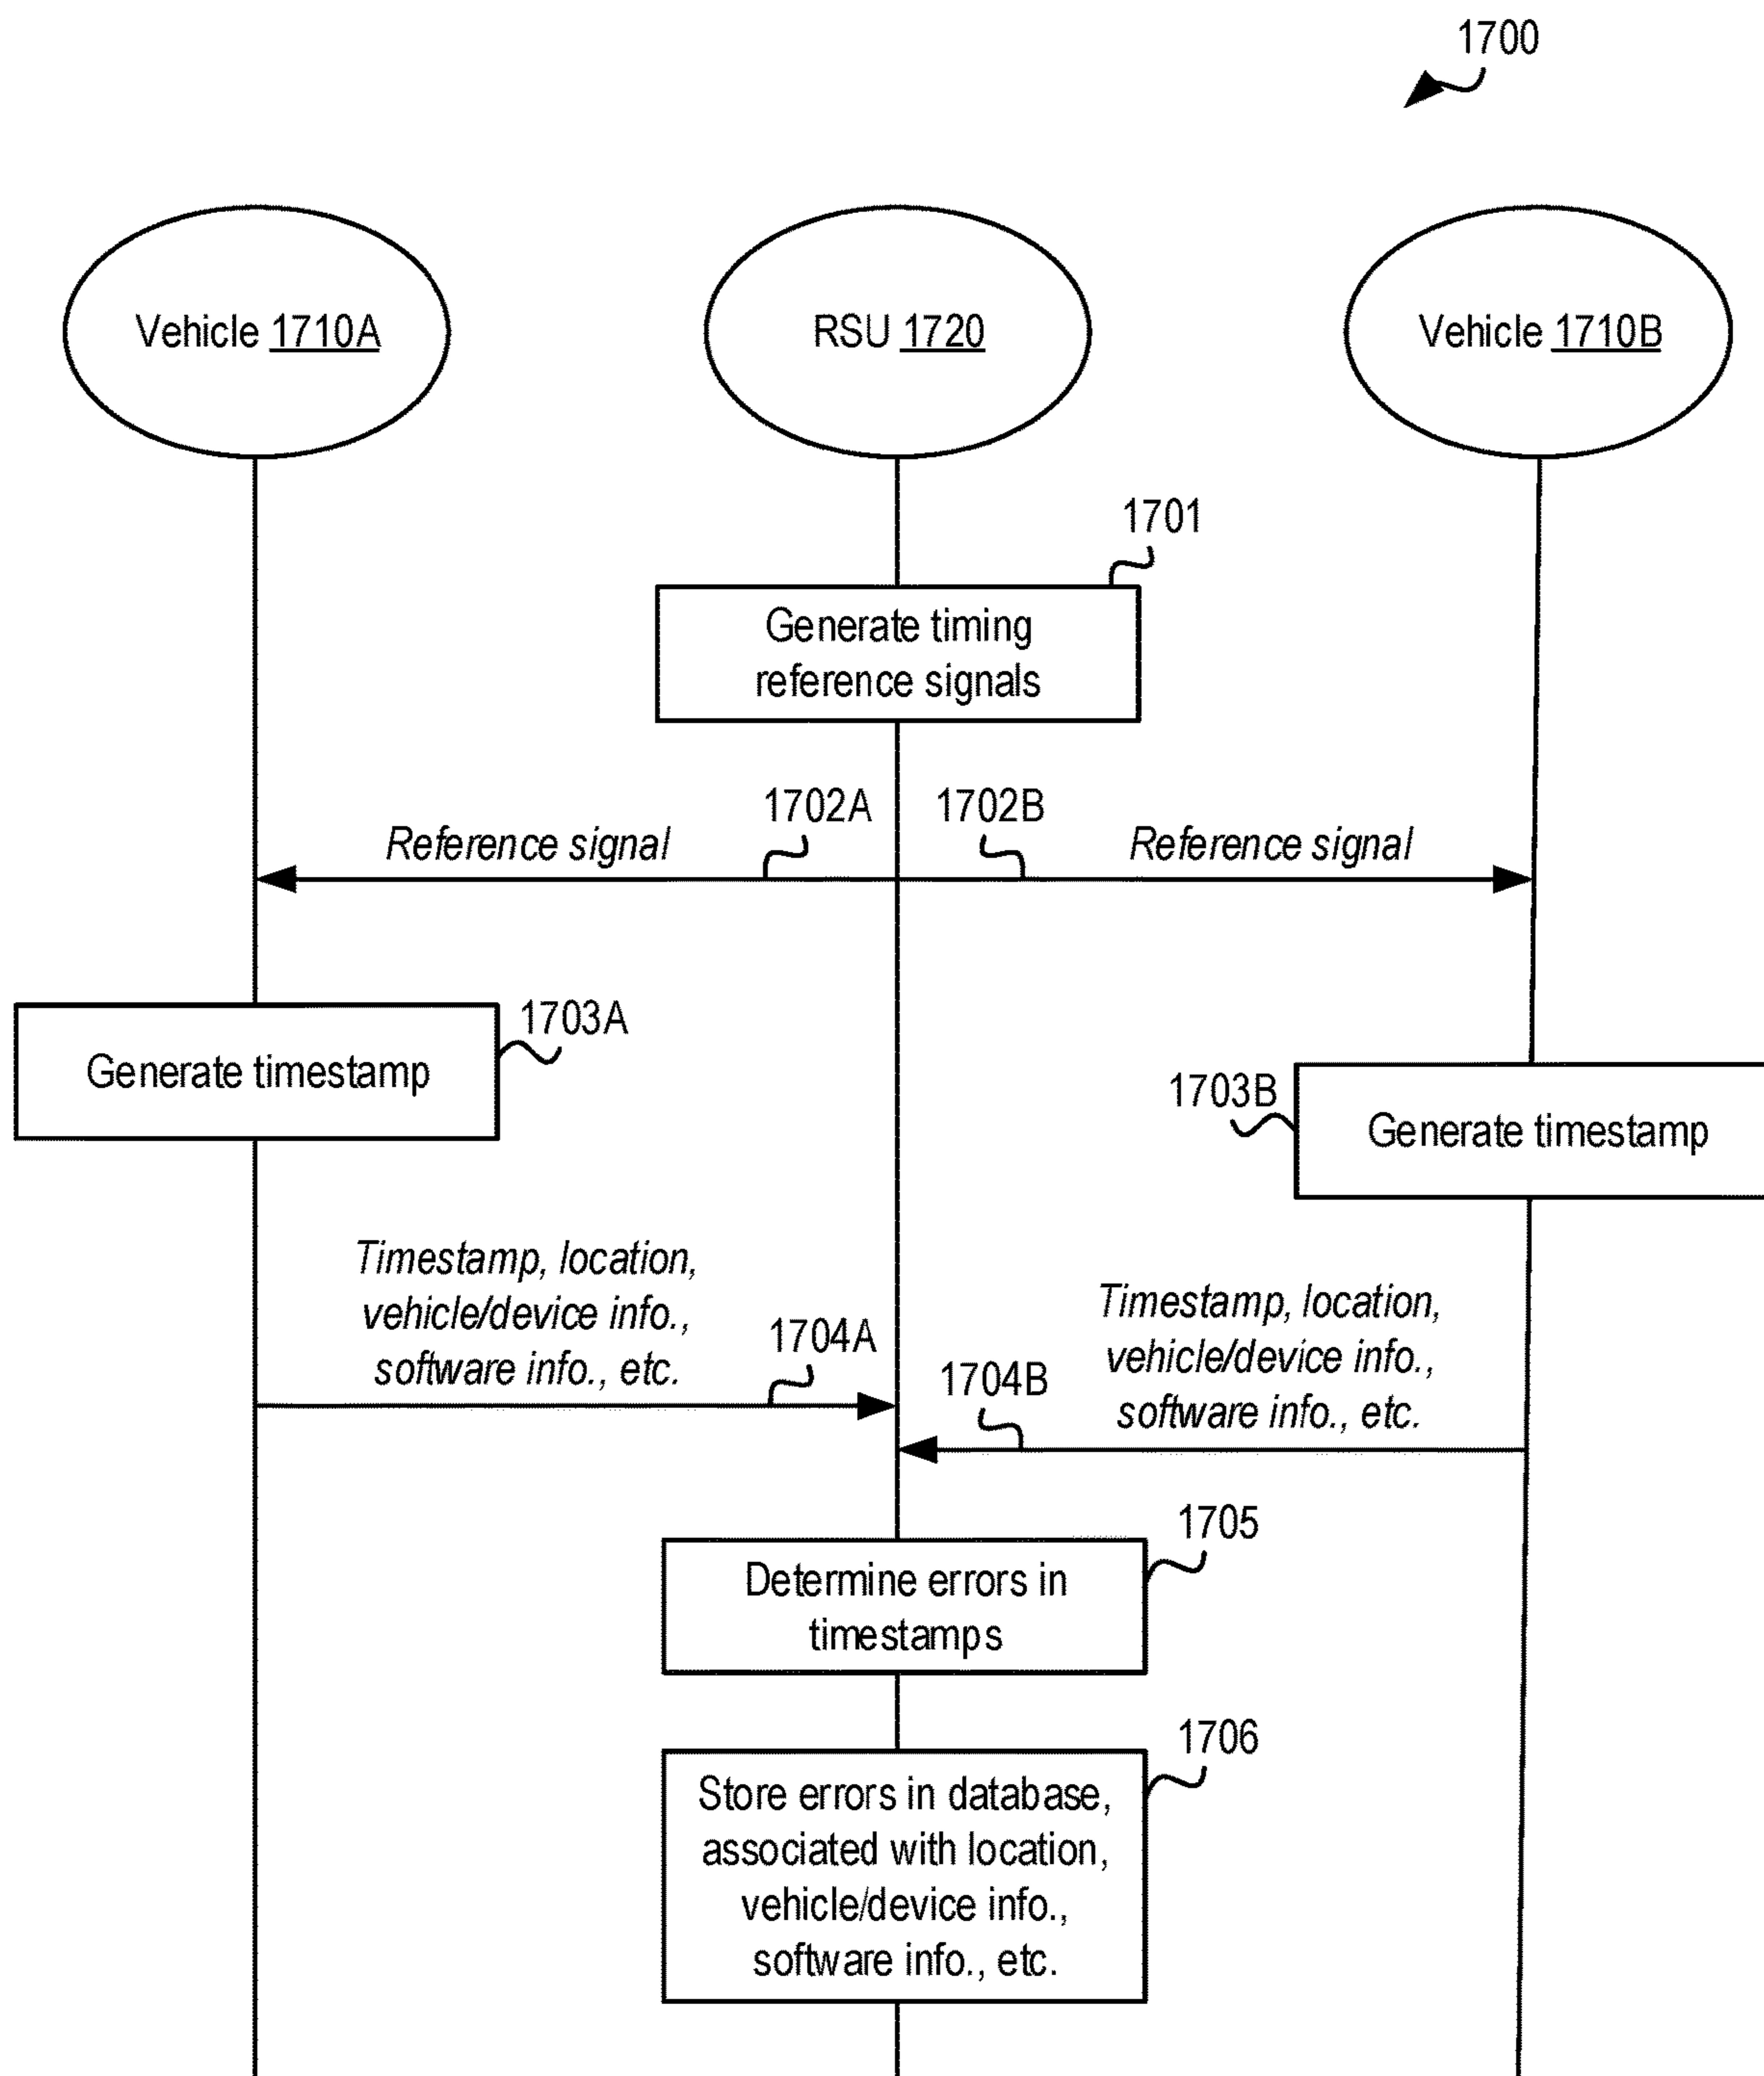 1700
Vehicle 1710A
RSU 1720
Vehicle 1710B
1701
Generate timing
reference signals
1702A
1702B
Reference signal
Reference signal
1703A
Generate timestamp
1703B
Generate timestamp
Timestamp, location,
vehicle/device info.,
software info., etc.
1704A
Timestamp, location,
vehicle/device info.,
software info., etc.
1704B
1705
Determine errors in
timestamps
1706
Store errors in database,
associated with location,
vehicle/device info.,
software info., etc.